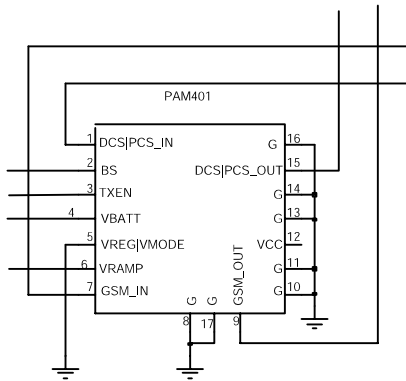 PAM401
1 DCS|PCS_IN G 16
2 BS DCS|PCS_OUT 15
3 TXEN G 14
4 VBATT G 13
5 VREG|VMODE VCC 12
6 VRAMP G 11
7 GSM_IN G 10
G G GSM_OUT
8 17 9